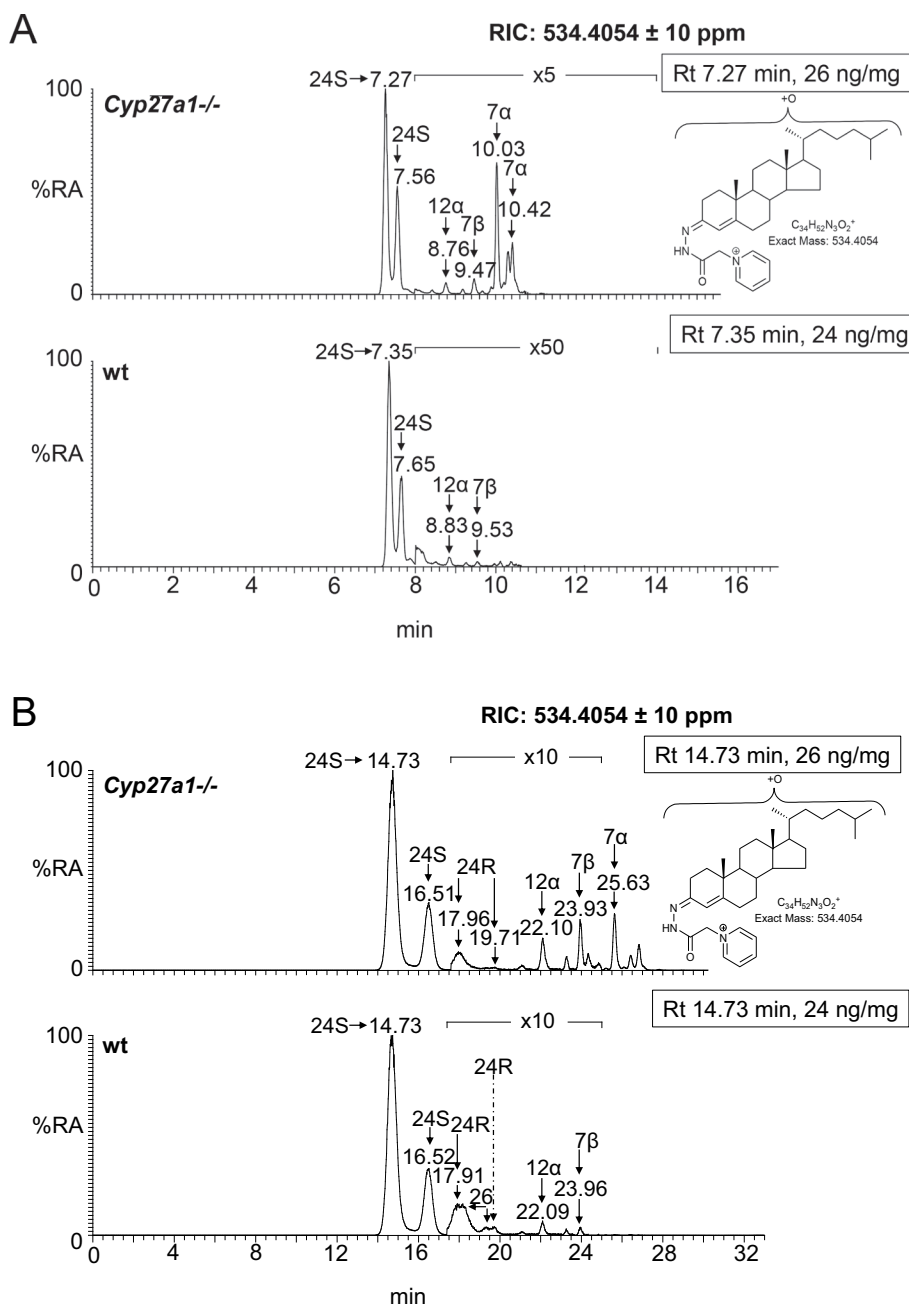 A
RIC: 534.4054 ± 10 ppm
Cyp27a1-/-
100
%RA
0
24S 7.27
24S
7.56
x5
12α
8.76
7β
9.47
7α
10.03
7α
10.42
Rt 7.27 min, 26 ng/mg
+O
N
HN
O
N
+
C34H52N3O2+
Exact Mass: 534.4054
wt
100
%RA
0
24S 7.35
24S
7.65
x50
12α
8.83
7β
9.53
Rt 7.35 min, 24 ng/mg
0 2 4 6 8 10 12 14 16
min
B
RIC: 534.4054 ± 10 ppm
Cyp27a1-/-
100
%RA
0
24S 14.73
24S
16.51
x10
24R
17.96
19.71
12α
22.10
7β
23.93
7α
25.63
Rt 14.73 min, 26 ng/mg
+O
N
HN
O
N
+
C34H52N3O2+
Exact Mass: 534.4054
wt
100
%RA
0
24S 14.73
24S
16.52
x10
24R
24R
17.91
26
12α
22.09
7β
23.96
Rt 14.73 min, 24 ng/mg
0 4 8 12 16 20 24 28 32
min